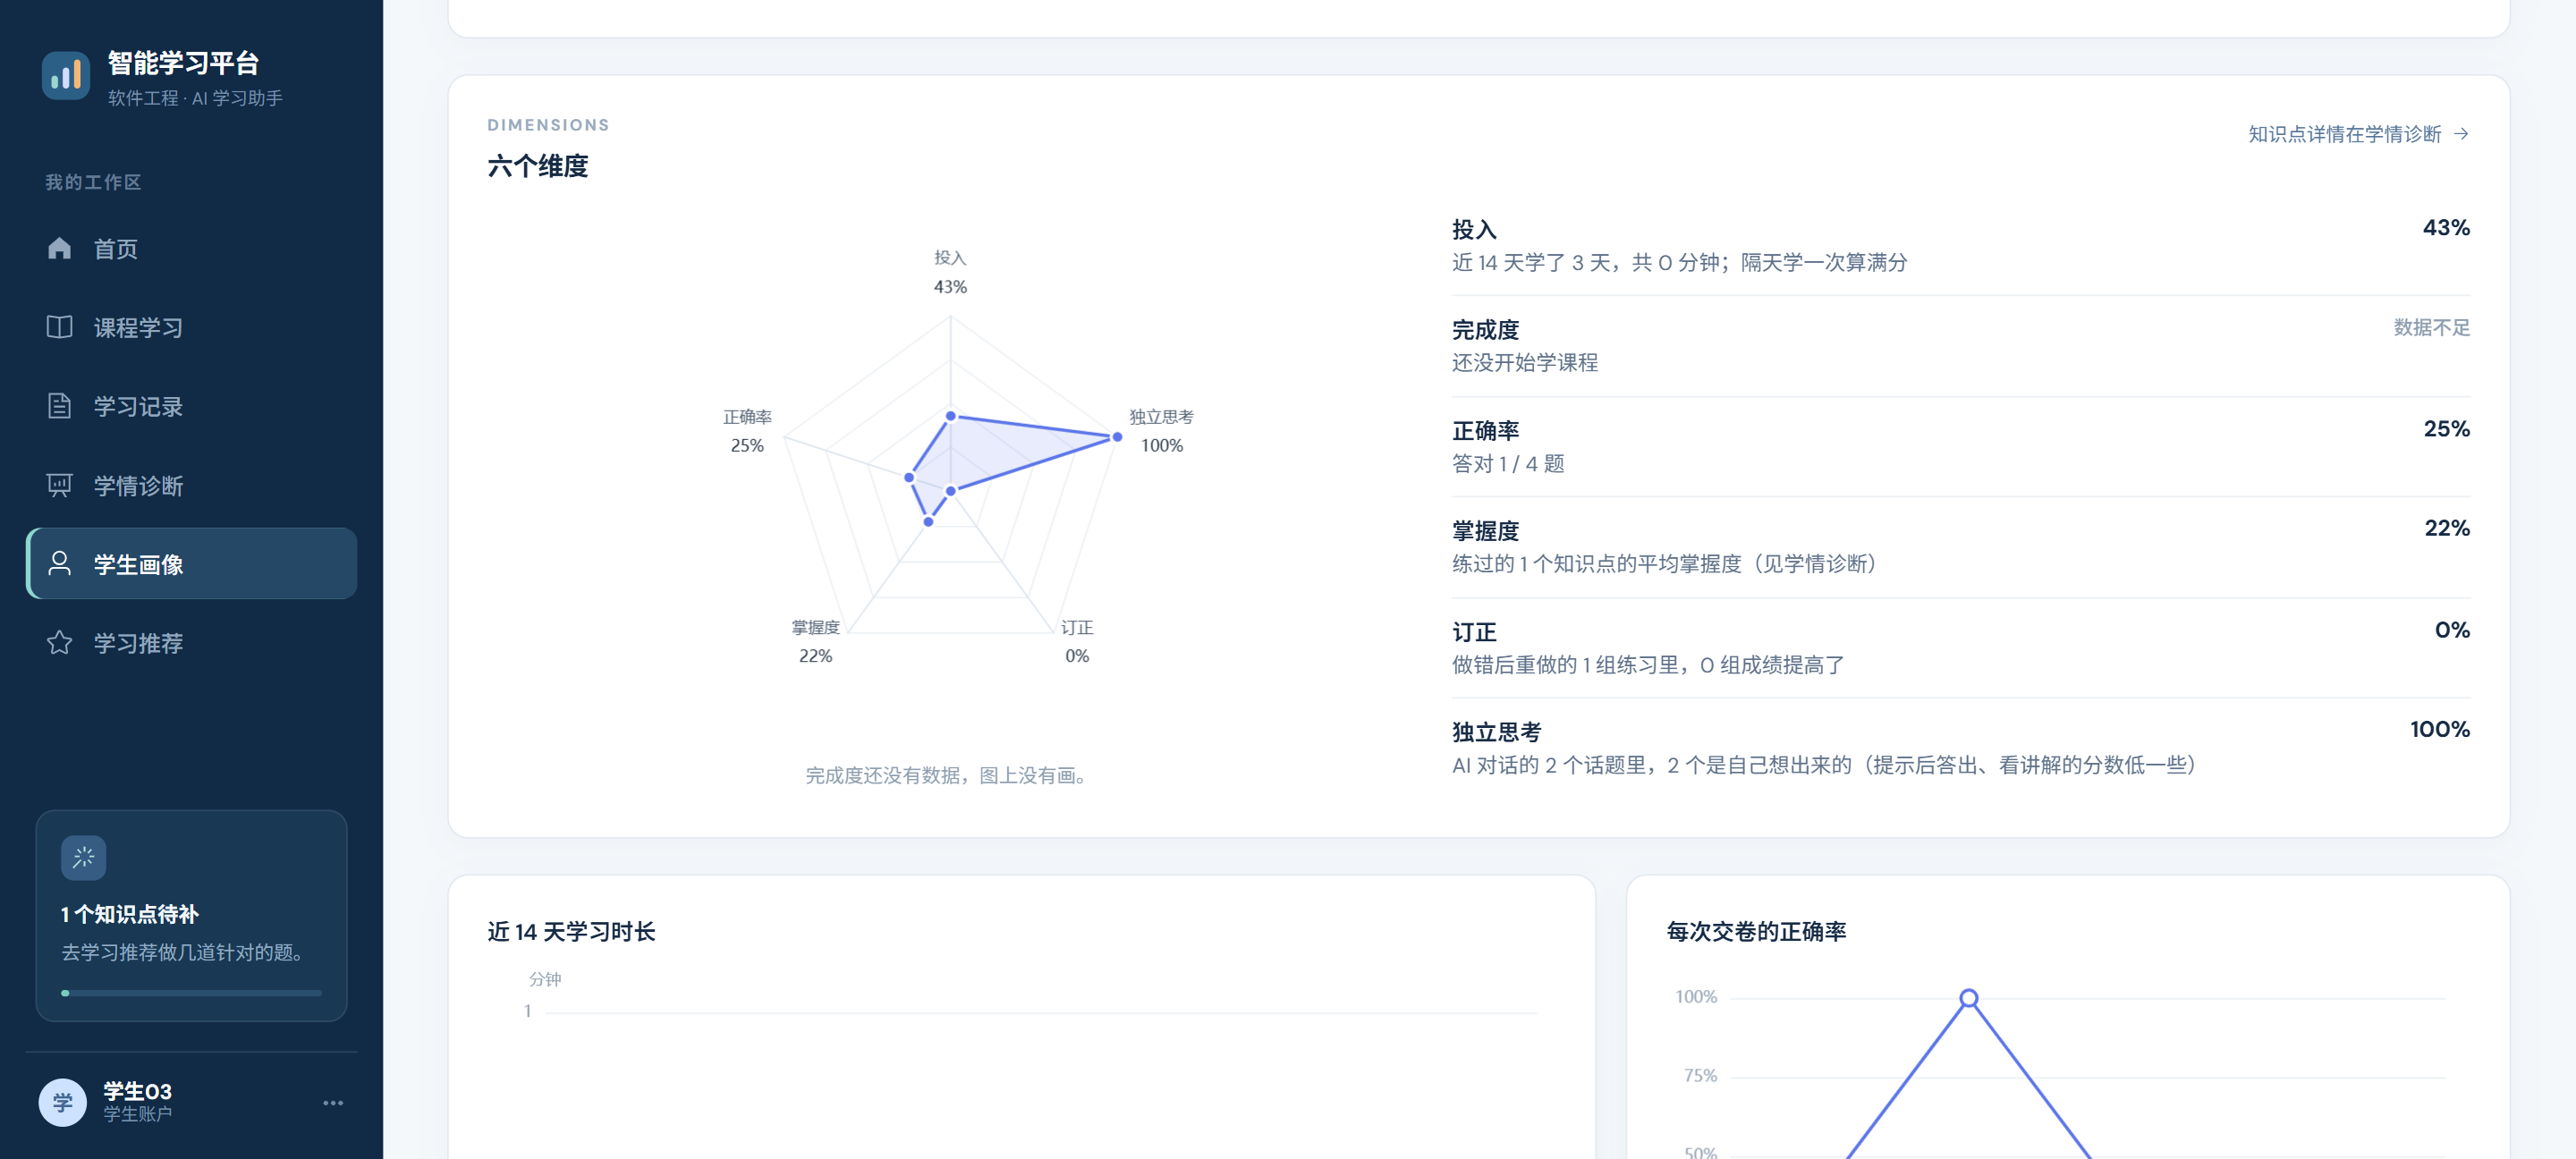 智能学习平台
软件工程 · AI 学习助手
我的工作区
首页
课程学习
学习记录
学情诊断
学生画像
学习推荐
1 个知识点待补
去学习推荐做几道针对的题。
学
学生03
学生账户
DIMENSIONS
六个维度
知识点详情在学情诊断 →
投入
43%
正确率
25%
独立思考
100%
掌握度
22%
订正
0%
完成度还没有数据，图上没有画。
投入
43%
近 14 天学了 3 天，共 0 分钟；隔天学一次算满分
完成度
数据不足
还没开始学课程
正确率
25%
答对 1 / 4 题
掌握度
22%
练过的 1 个知识点的平均掌握度（见学情诊断）
订正
0%
做错后重做的 1 组练习里，0 组成绩提高了
独立思考
100%
AI 对话的 2 个话题里，2 个是自己想出来的（提示后答出、看讲解的分数低一些）
近 14 天学习时长
分钟
1
每次交卷的正确率
100%
75%
50%